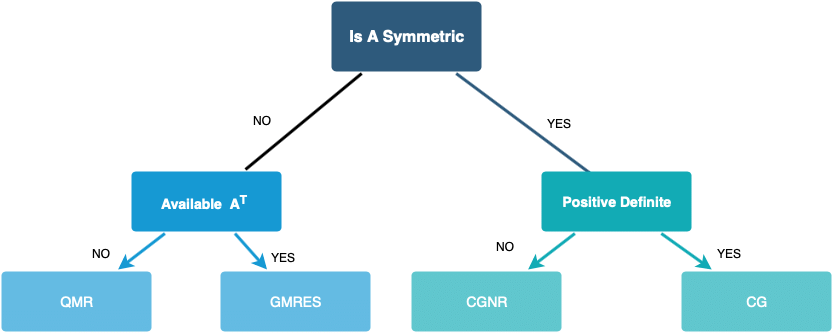 Is A Symmetric
NO
YES
Available A^T
Positive Definite
NO
YES
NO
YES
QMR
GMRES
CGNR
CG